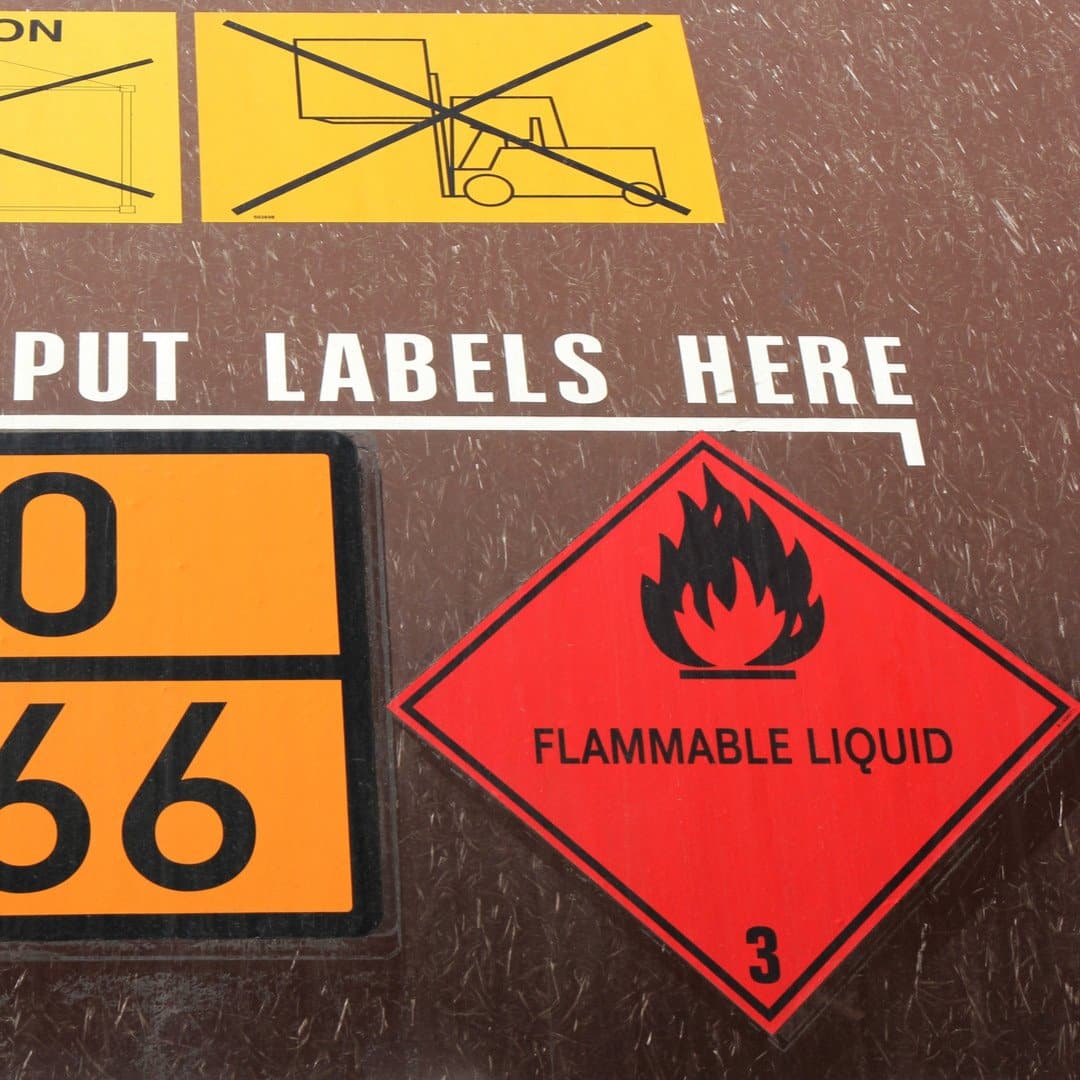 ON
PUT LABELS HERE
0
66
FLAMMABLE LIQUID
3